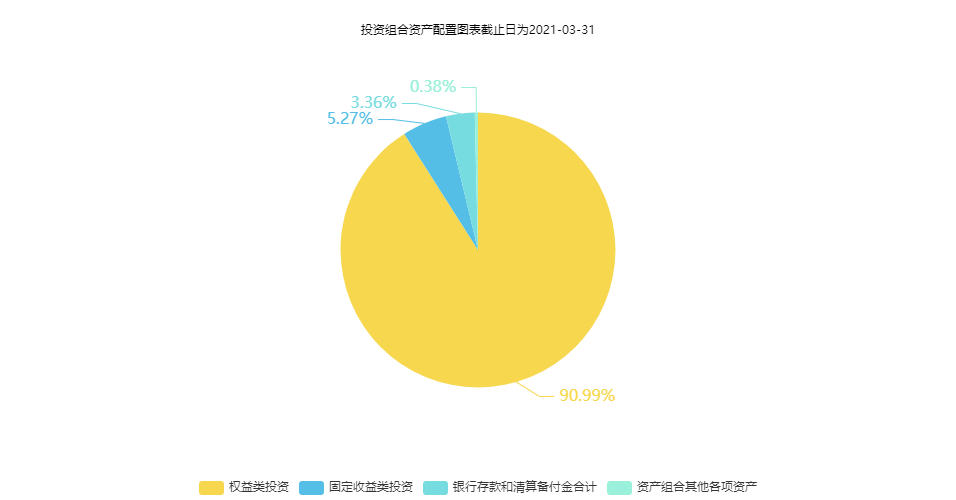 投资组合资产配置图表截止日为2021-03-31
0.38%
3.36%
5.27%
90.99%
权益类投资 固定收益类投资 银行存款和清算备付金合计 资产组合其他各项资产